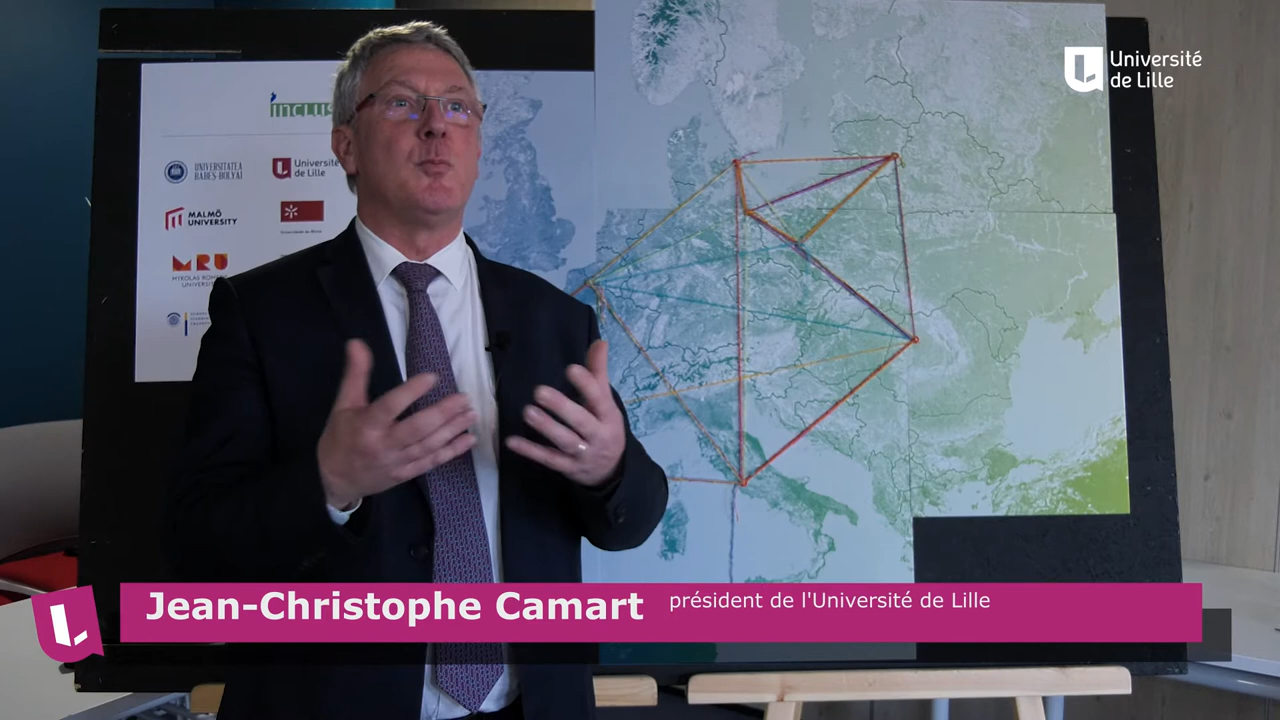 Université
de Lille
INCLUS
UNIVERSITATEA
BABEȘ-BOLYAI
Université
de Lille
MALMÖ
UNIVERSITY
MRU
MYKOLAS ROMERIS
UNIVERSITY
Jean-Christophe Camart
président de l'Université de Lille